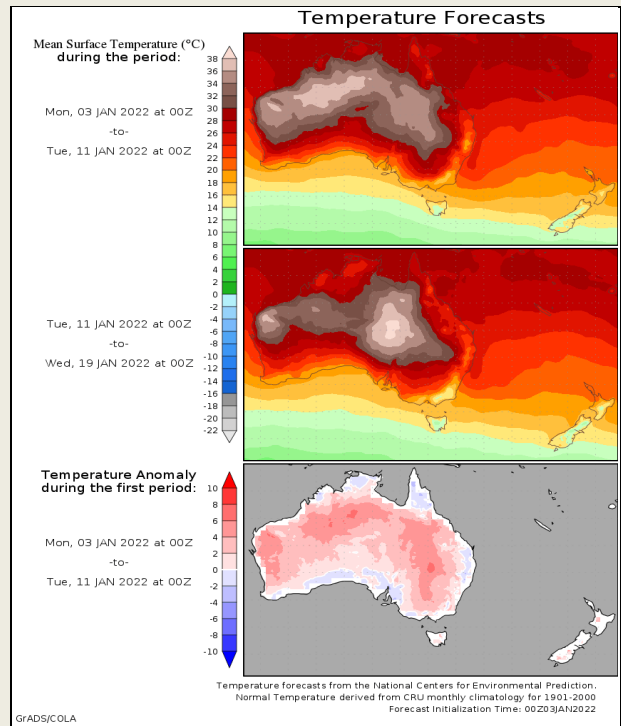 Temperature Forecasts
Mean Surface Temperature (°C)
during the period:
Mon, 03 JAN 2022 at 00Z
-to-
Tue, 11 JAN 2022 at 00Z
38
36
34
32
30
28
26
24
22
20
18
16
14
12
10
8
6
4
2
0
-2
-4
-6
-8
-10
-12
-14
-16
-18
-20
-22
Tue, 11 JAN 2022 at 00Z
-to-
Wed, 19 JAN 2022 at 00Z
Temperature Anomaly
during the first period:
Mon, 03 JAN 2022 at 00Z
-to-
Tue, 11 JAN 2022 at 00Z
10
8
6
4
2
0
-2
-4
-6
-8
-10
Temperature forecasts from the National Centers for Environmental Prediction.
Normal Temperature derived from CRU monthly climatology for 1901-2000
Forecast Initialization Time: 00Z03JAN2022
GrADS/COLA